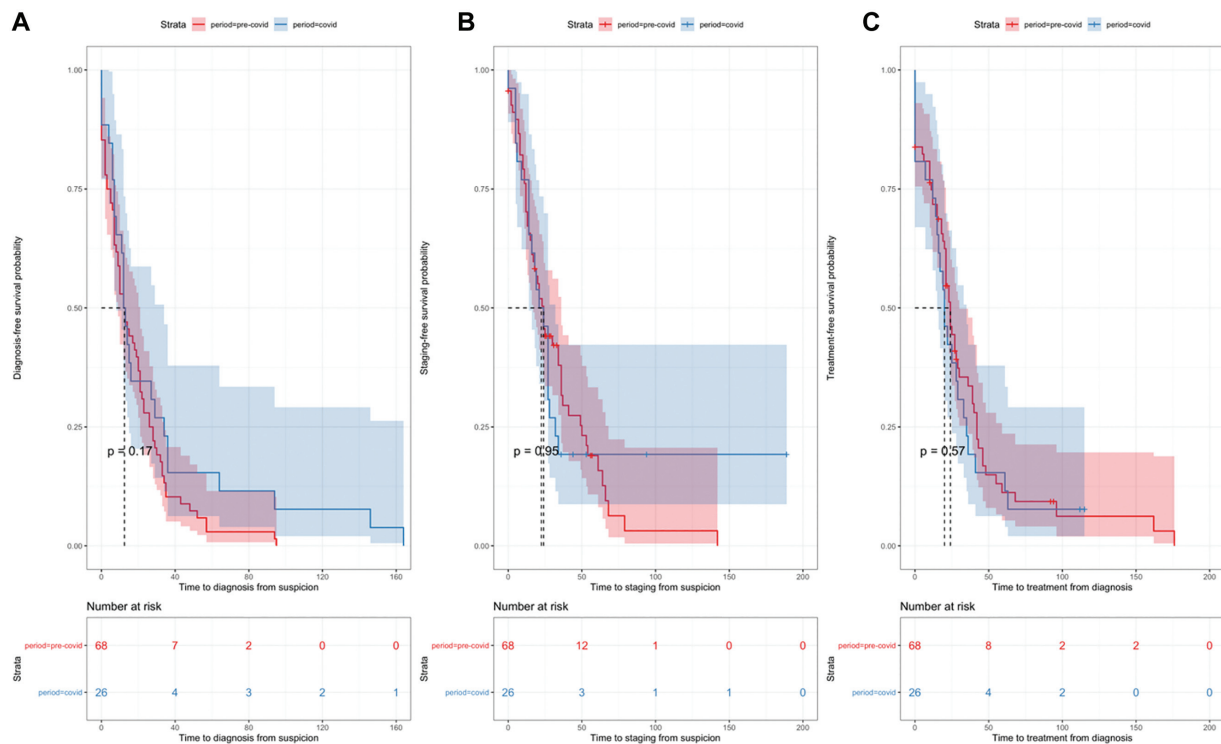 A
Strata period=pre-covid period=covid
Diagnosis-free survival probability
1.00
0.75
0.50
0.25
0.00
p = 0.17
0 40 80 120 160
Time to diagnosis from suspicion
Number at risk
Strata
period=pre-covid 68 7 2 0 0
period=covid 26 4 3 2 1
0 40 80 120 160
Time to diagnosis from suspicion
B
Strata period=pre-covid period=covid
Staging-free survival probability
1.00
0.75
0.50
0.25
0.00
p = 0.95
0 50 100 150 200
Time to staging from suspicion
Number at risk
Strata
period=pre-covid 68 12 1 0 0
period=covid 26 3 1 1 0
0 50 100 150 200
Time to staging from suspicion
C
Strata period=pre-covid period=covid
Treatment-free survival probability
1.00
0.75
0.50
0.25
0.00
p = 0.57
0 50 100 150 200
Time to treatment from diagnosis
Number at risk
Strata
period=pre-covid 68 8 2 2 0
period=covid 26 4 2 0 0
0 50 100 150 200
Time to treatment from diagnosis